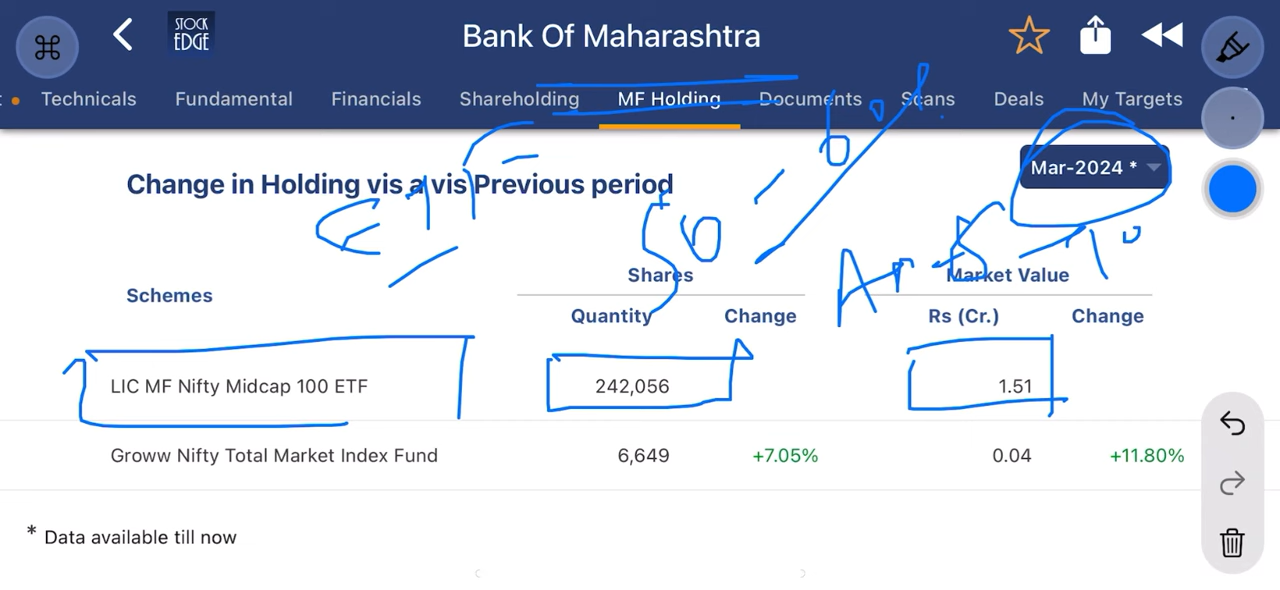 STOCK
EDGE
Bank Of Maharashtra
Technicals Fundamental Financials Shareholding MF Holding Documents Scans Deals My Targets
Change in Holding vis a vis Previous period
Mar-2024 *
Schemes
Shares
Market Value
Quantity Change Rs (Cr.) Change
LIC MF Nifty Midcap 100 ETF 242,056 1.51
Groww Nifty Total Market Index Fund 6,649 +7.05% 0.04 +11.80%
* Data available till now